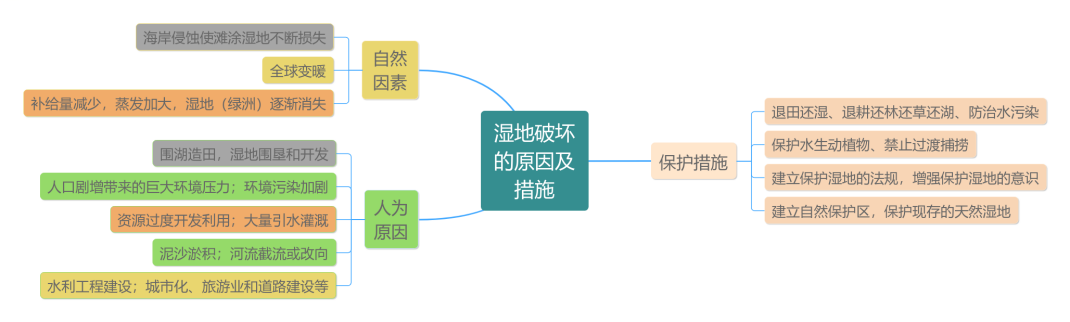 湿地破坏
的原因及
措施
自然
因素
海岸侵蚀使滩涂湿地不断损失
全球变暖
补给量减少，蒸发加大，湿地（绿洲）逐渐消失
人为
原因
围湖造田，湿地围垦和开发
人口剧增带来的巨大环境压力；环境污染加剧
资源过度开发利用；大量引水灌溉
泥沙淤积；河流截流或改向
水利工程建设；城市化、旅游业和道路建设等
保护措施
退田还湿、退耕还林还草还湖、防治水污染
保护水生动植物、禁止过渡捕捞
建立保护湿地的法规，增强保护湿地的意识
建立自然保护区，保护现存的天然湿地